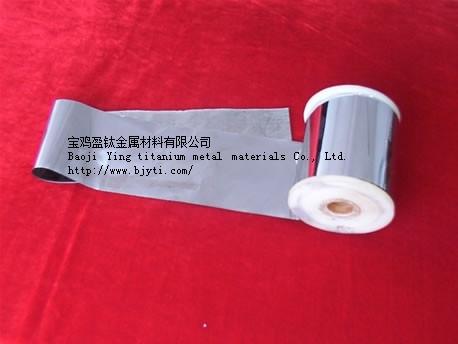 宝鸡盈钛金属材料有限公司
Baoji Ying titanium metal materials Co., Ltd.
http://www.bjyti.com/